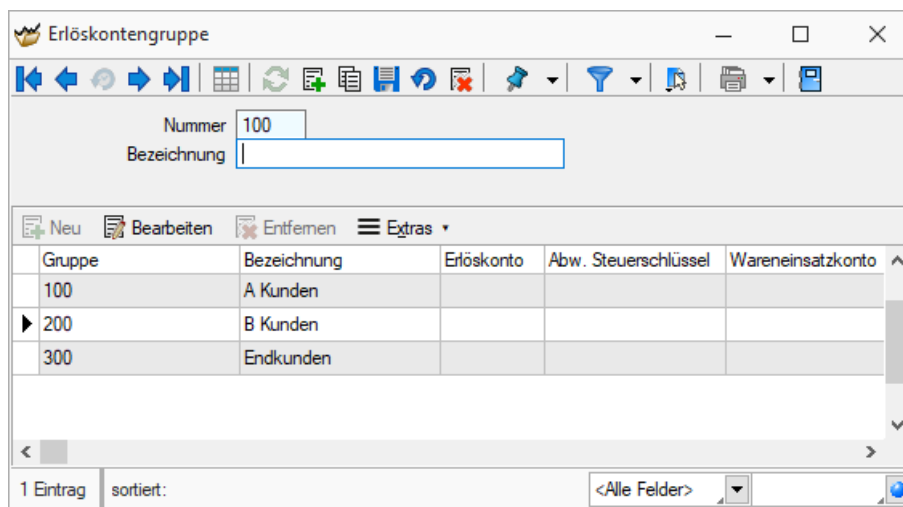 Erlöskontengruppe
Nummer 100
Bezeichnung
Neu Bearbeiten Entfernen Extras
Gruppe Bezeichnung Erlöskonto Abw. Steuerschlüssel Wareneinsatzkonto
100 A Kunden
200 B Kunden
300 Endkunden
1 Eintrag sortiert: <Alle Felder>